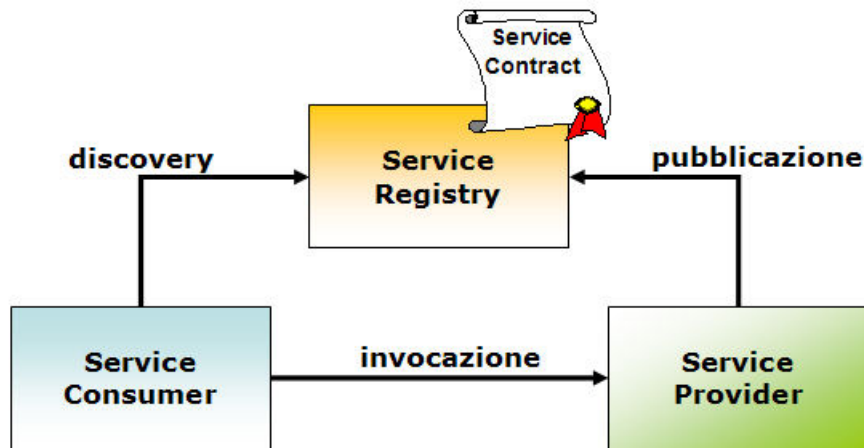 Service
Contract
discovery
Service
Registry
pubblicazione
Service
Consumer
invocazione
Service
Provider